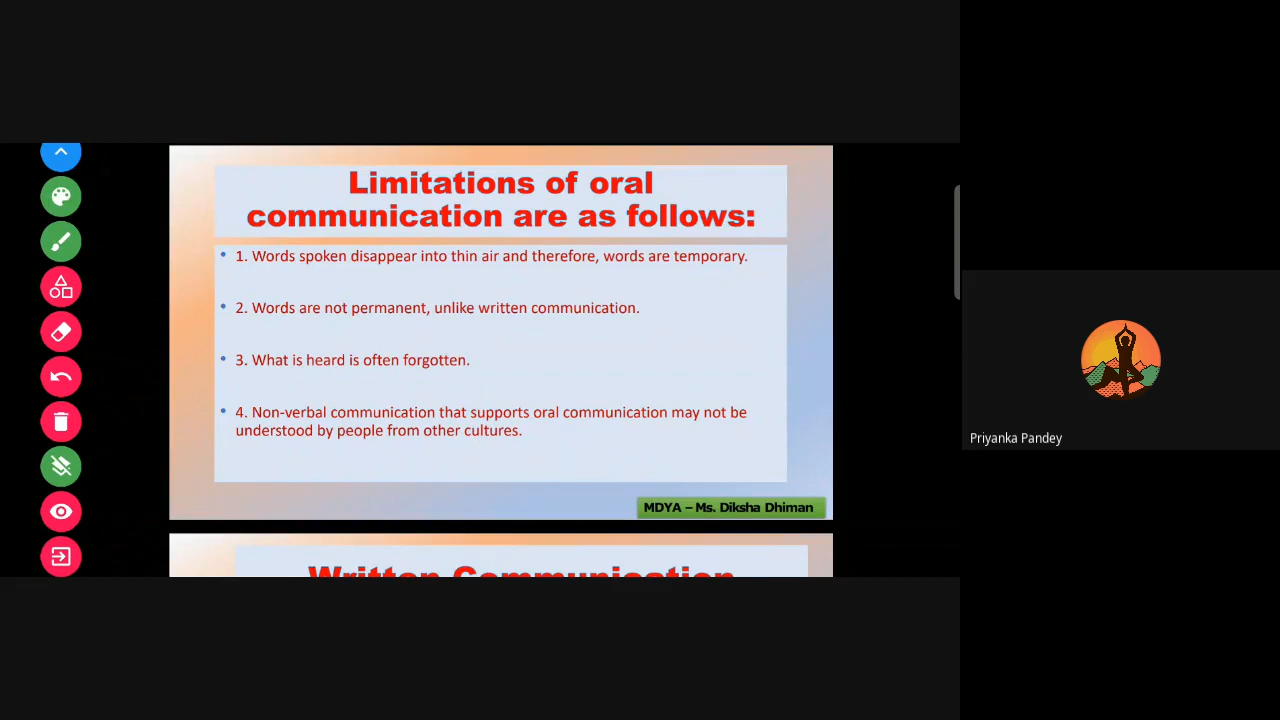 Limitations of oral
communication are as follows:
• 1. Words spoken disappear into thin air and therefore, words are temporary.
• 2. Words are not permanent, unlike written communication.
• 3. What is heard is often forgotten.
• 4. Non-verbal communication that supports oral communication may not be
understood by people from other cultures.
MDYA – Ms. Diksha Dhiman
Written Communication
Priyanka Pandey